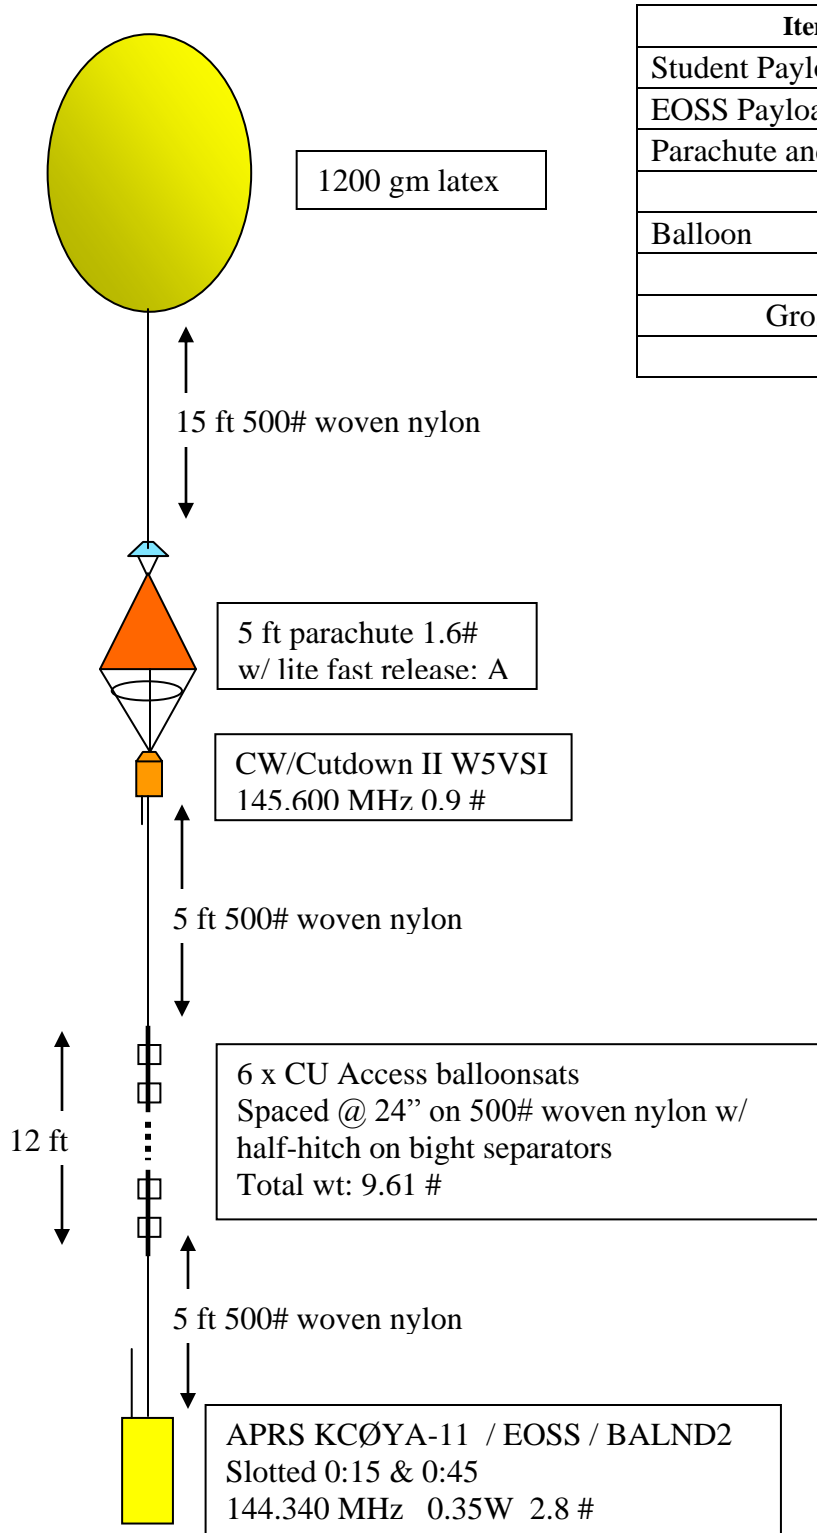 Iter
Student Paylo
EOSS Payloa
Parachute an
Balloon
Gro
1200 gm latex
15 ft 500# woven nylon
5 ft parachute 1.6#
w/ lite fast release: A
CW/Cutdown II W5VSI
145.600 MHz 0.9 #
5 ft 500# woven nylon
12 ft
6 x CU Access balloonsats
Spaced @ 24” on 500# woven nylon w/
half-hitch on bight separators
Total wt: 9.61 #
5 ft 500# woven nylon
APRS KCØYA-11 / EOSS / BALND2
Slotted 0:15 & 0:45
144.340 MHz 0.35W 2.8 #